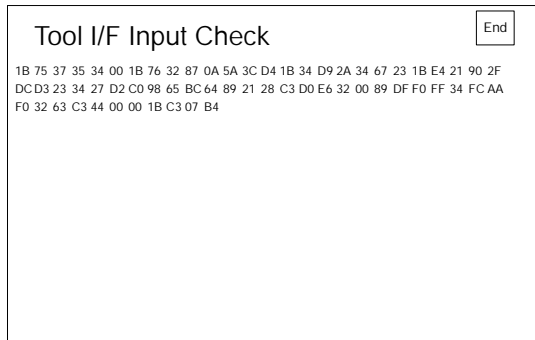 Tool I/F Input Check
End
1B 75 37 35 34 00 1B 76 32 87 0A 5A 3C D4 1B 34 D9 2A 34 67 23 1B E4 21 90 2F
DC D3 23 34 27 D2 C0 98 65 BC 64 89 21 28 C3 D0 E6 32 00 89 DF F0 FF 34 FC AA
F0 32 63 C3 44 00 00 1B C3 07 B4